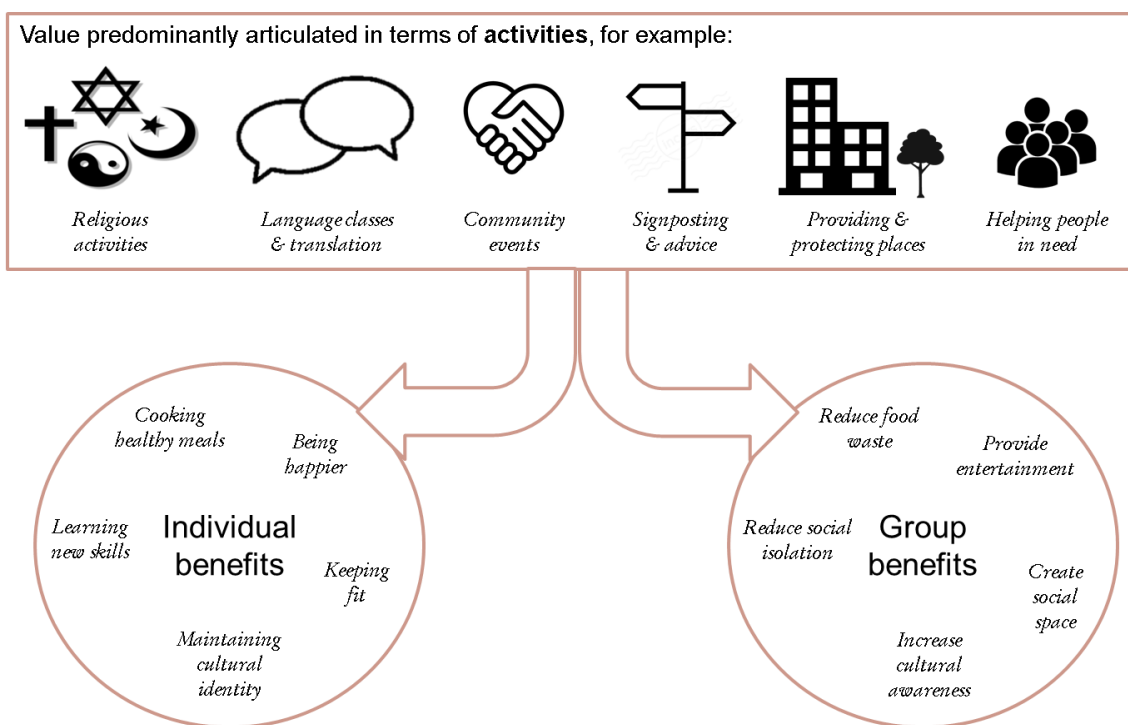 Value predominantly articulated in terms of activities, for example:
Religious
activities
Language classes
& translation
Community
events
Signposting
& advice
Providing &
protecting places
Helping people
in need
Cooking
healthy meals
Being
happier
Learning
new skills
Individual
benefits
Keeping
fit
Maintaining
cultural
identity
Reduce food
waste
Provide
entertainment
Reduce social
isolation
Group
benefits
Create
social
space
Increase
cultural
awareness